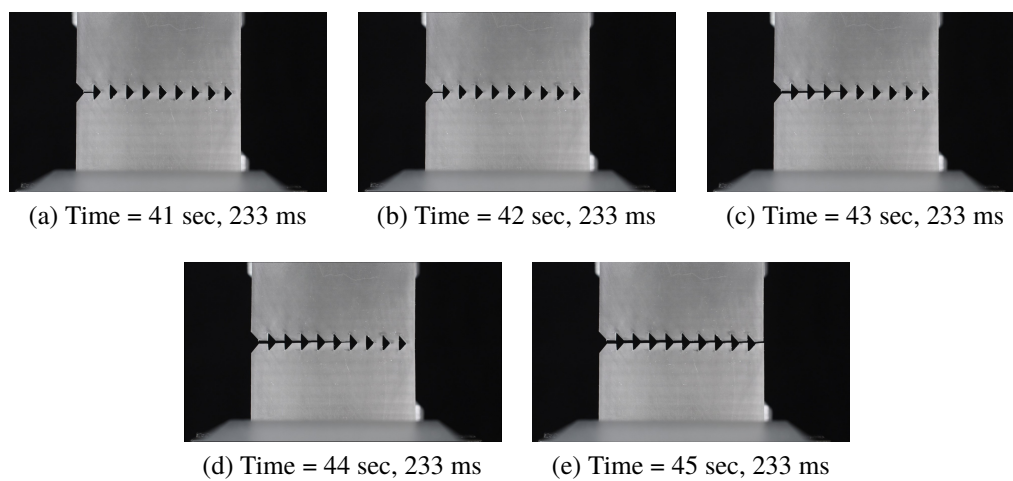 (a) Time = 41 sec, 233 ms
(b) Time = 42 sec, 233 ms
(c) Time = 43 sec, 233 ms
(d) Time = 44 sec, 233 ms
(e) Time = 45 sec, 233 ms